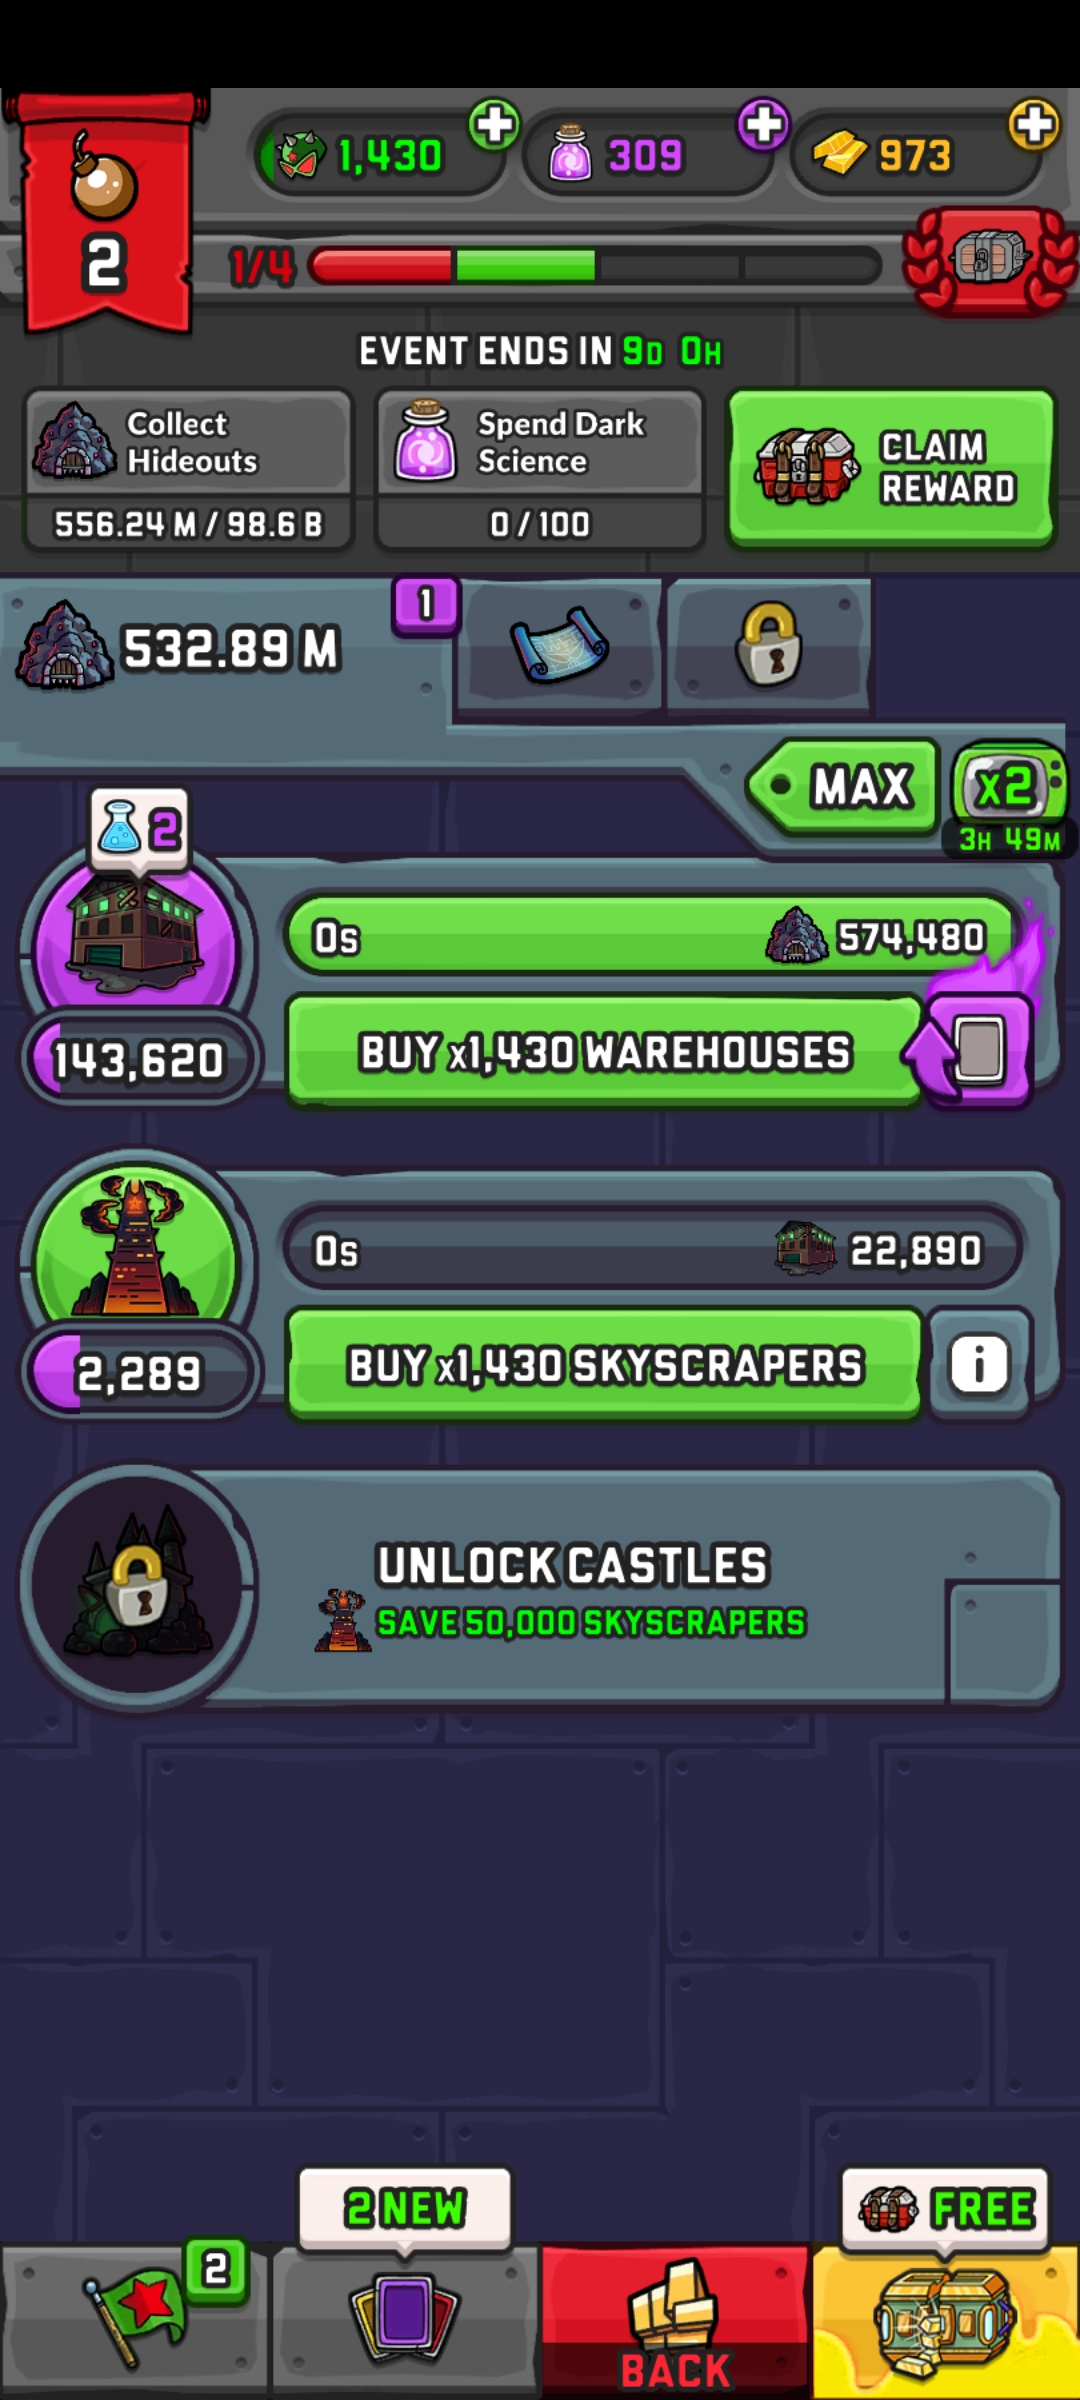 1,430
309
973
2
1/4
EVENT ENDS IN 9D 0H
Collect
Hideouts
556.24 M / 98.6 B
Spend Dark
Science
0 / 100
CLAIM
REWARD
532.89 M
1
MAX
x2
3H 49M
2
0s
574,480
143,620
BUY x1,430 WAREHOUSES
0s
22,890
2,289
BUY x1,430 SKYSCRAPERS
i
UNLOCK CASTLES
SAVE 50,000 SKYSCRAPERS
2 NEW
FREE
2
BACK